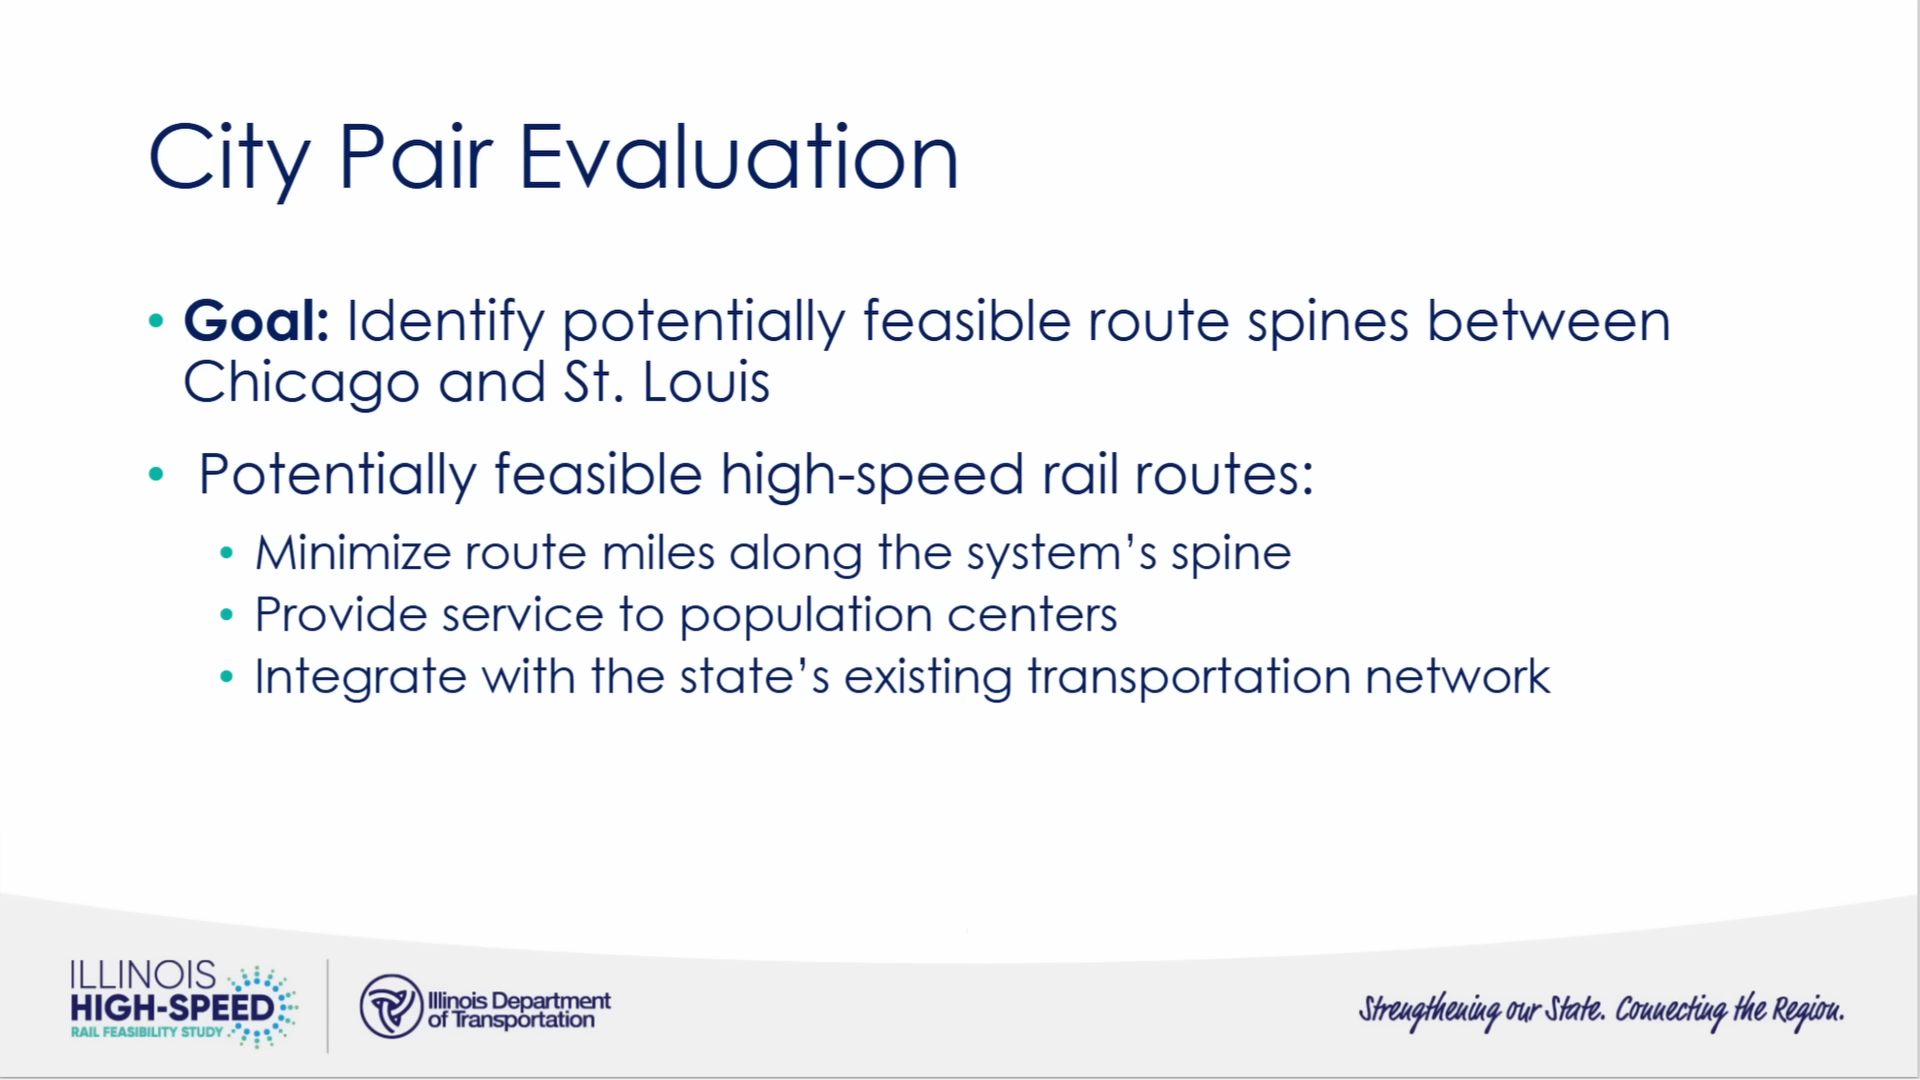 City Pair Evaluation
• Goal: Identify potentially feasible route spines between
Chicago and St. Louis
• Potentially feasible high-speed rail routes:
• Minimize route miles along the system’s spine
• Provide service to population centers
• Integrate with the state’s existing transportation network
ILLINOIS
HIGH-SPEED
RAIL FEASIBILITY STUDY
Illinois Department
of Transportation
Strengthening our State. Connecting the Region.